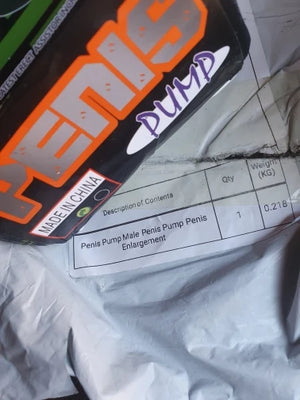 PENIS
PUMP
MADE IN CHINA
Description of Contents Qty Weight (KG)
Penis Pump Male Penis Pump Penis Enlargement 1 0.218